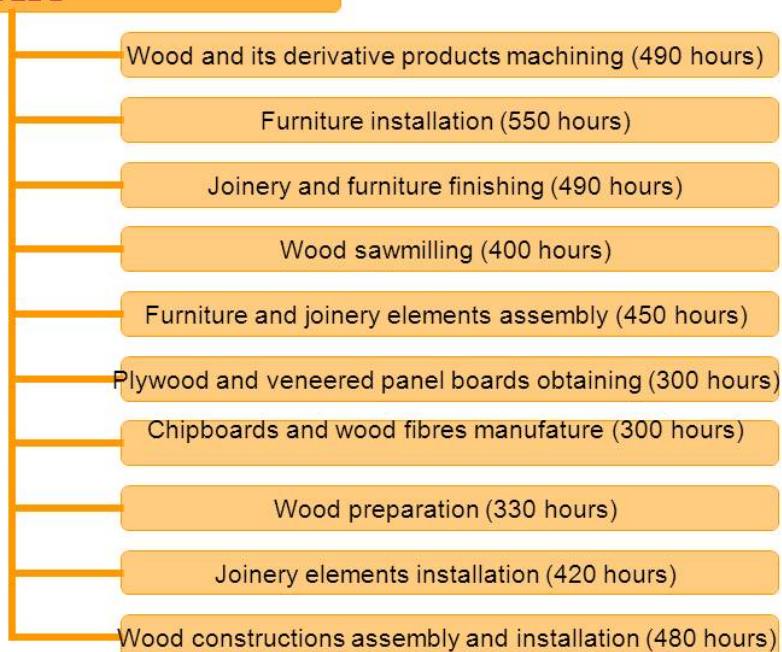 Wood and its derivative products machining (490 hours)
Furniture installation (550 hours)
Joinery and furniture finishing (490 hours)
Wood sawmilling (400 hours)
Furniture and joinery elements assembly (450 hours)
Plywood and veneered panel boards obtaining (300 hours)
Chipboards and wood fibres manufature (300 hours)
Wood preparation (330 hours)
Joinery elements installation (420 hours)
Wood constructions assembly and installation (480 hours)